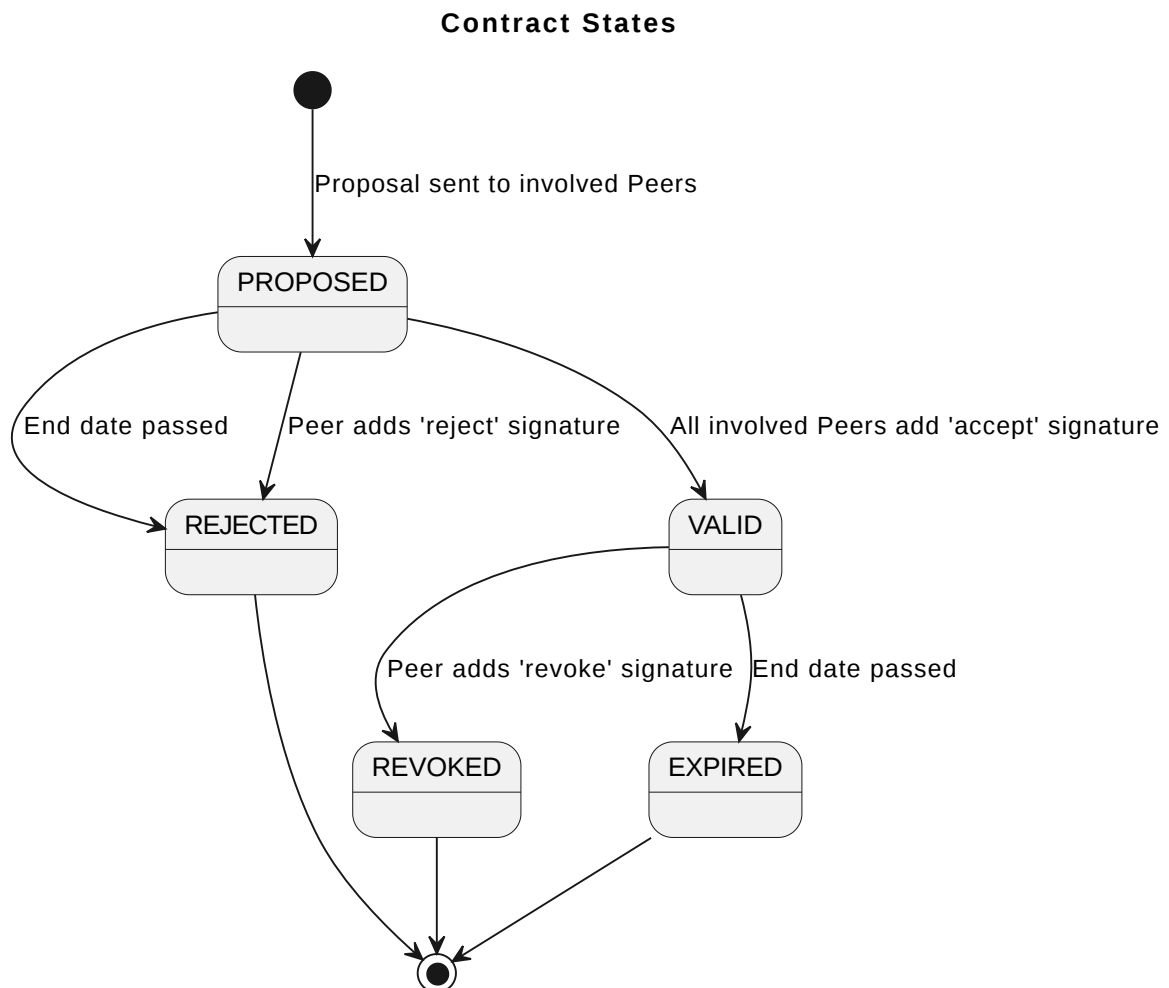 Contract States
Proposal sent to involved Peers
PROPOSED
End date passed
Peer adds 'reject' signature
All involved Peers add 'accept' signature
REJECTED
VALID
Peer adds 'revoke' signature
End date passed
REVOKED
EXPIRED